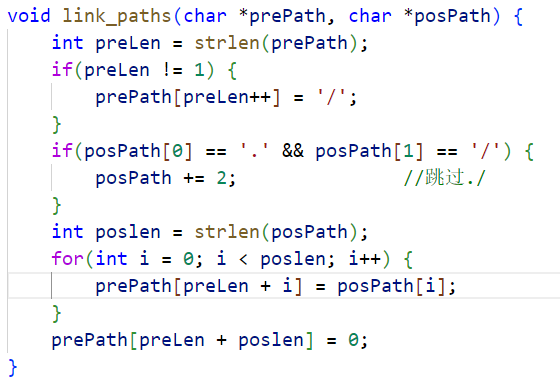 void link_paths(char *prePath, char *posPath) {
    int preLen = strlen(prePath);
    if(preLen != 1) {
        prePath[preLen++] = '/';
    }
    if(posPath[0] == '.' && posPath[1] == '/') {
        posPath += 2;               //跳过./
    }
    int poslen = strlen(posPath);
    for(int i = 0; i < poslen; i++) {
        prePath[preLen + i] = posPath[i];
    }
    prePath[preLen + poslen] = 0;
}